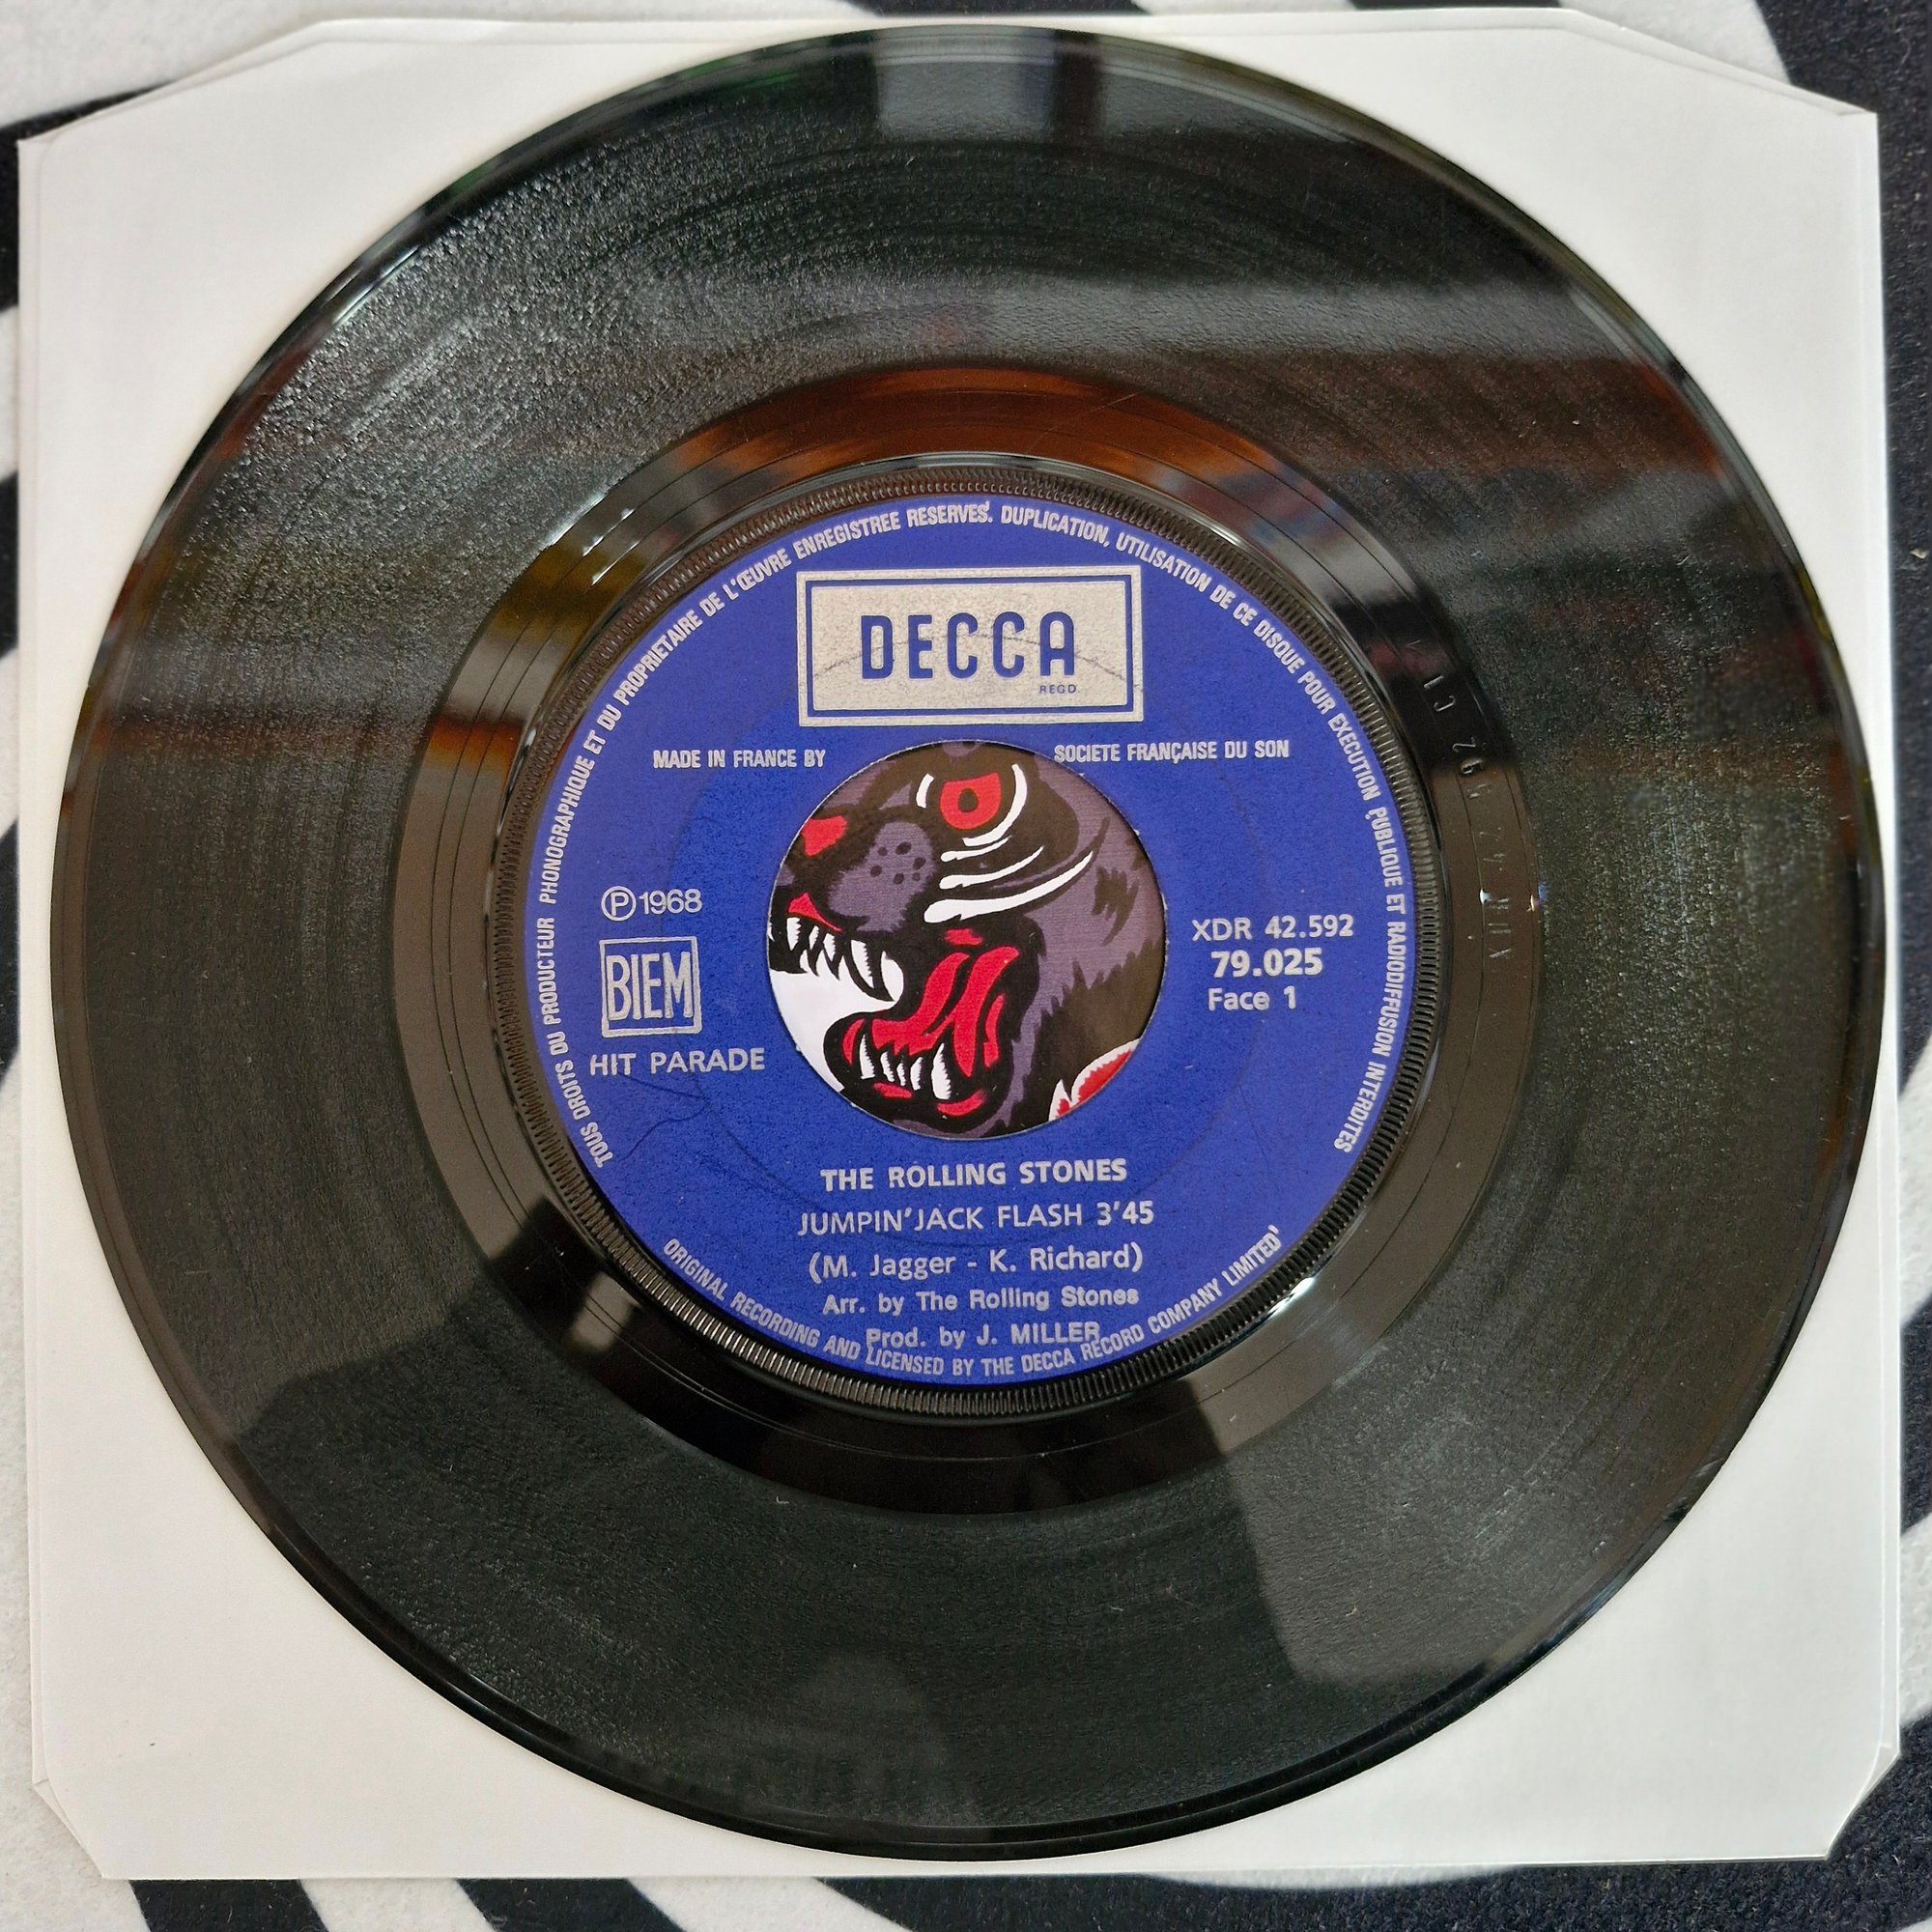 TOUS DROITS DU PRODUCTEUR PHONOGRAPHIQUE ET DU PROPRIETAIRE DE L'ŒUVRE ENREGISTREE RESERVES. DUPLICATION, UTILISATION DE CE DISQUE POUR EXECUTION PUBLIQUE ET RADIODIFFUSION INTERDITES
DECCA
REGD.
MADE IN FRANCE BY SOCIETE FRANÇAISE DU SON
Ⓟ 1968
BIEM
HIT PARADE
XDR 42.592
79.025
Face 1
THE ROLLING STONES
JUMPIN'JACK FLASH 3'45
(M. Jagger - K. Richard)
Arr. by The Rolling Stones
Prod. by J. MILLER
ORIGINAL RECORDING AND LICENSED BY THE DECCA RECORD COMPANY LIMITED'